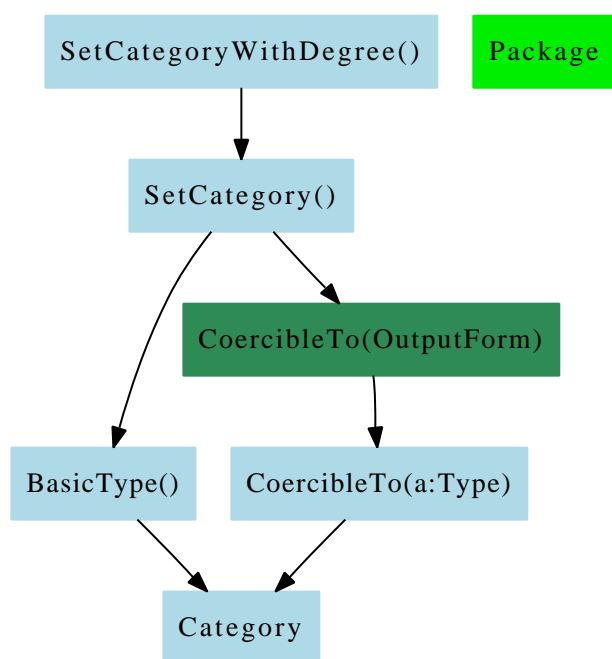 SetCategoryWithDegree()
Package
SetCategory()
CoercibleTo(OutputForm)
BasicType()
CoercibleTo(a:Type)
Category